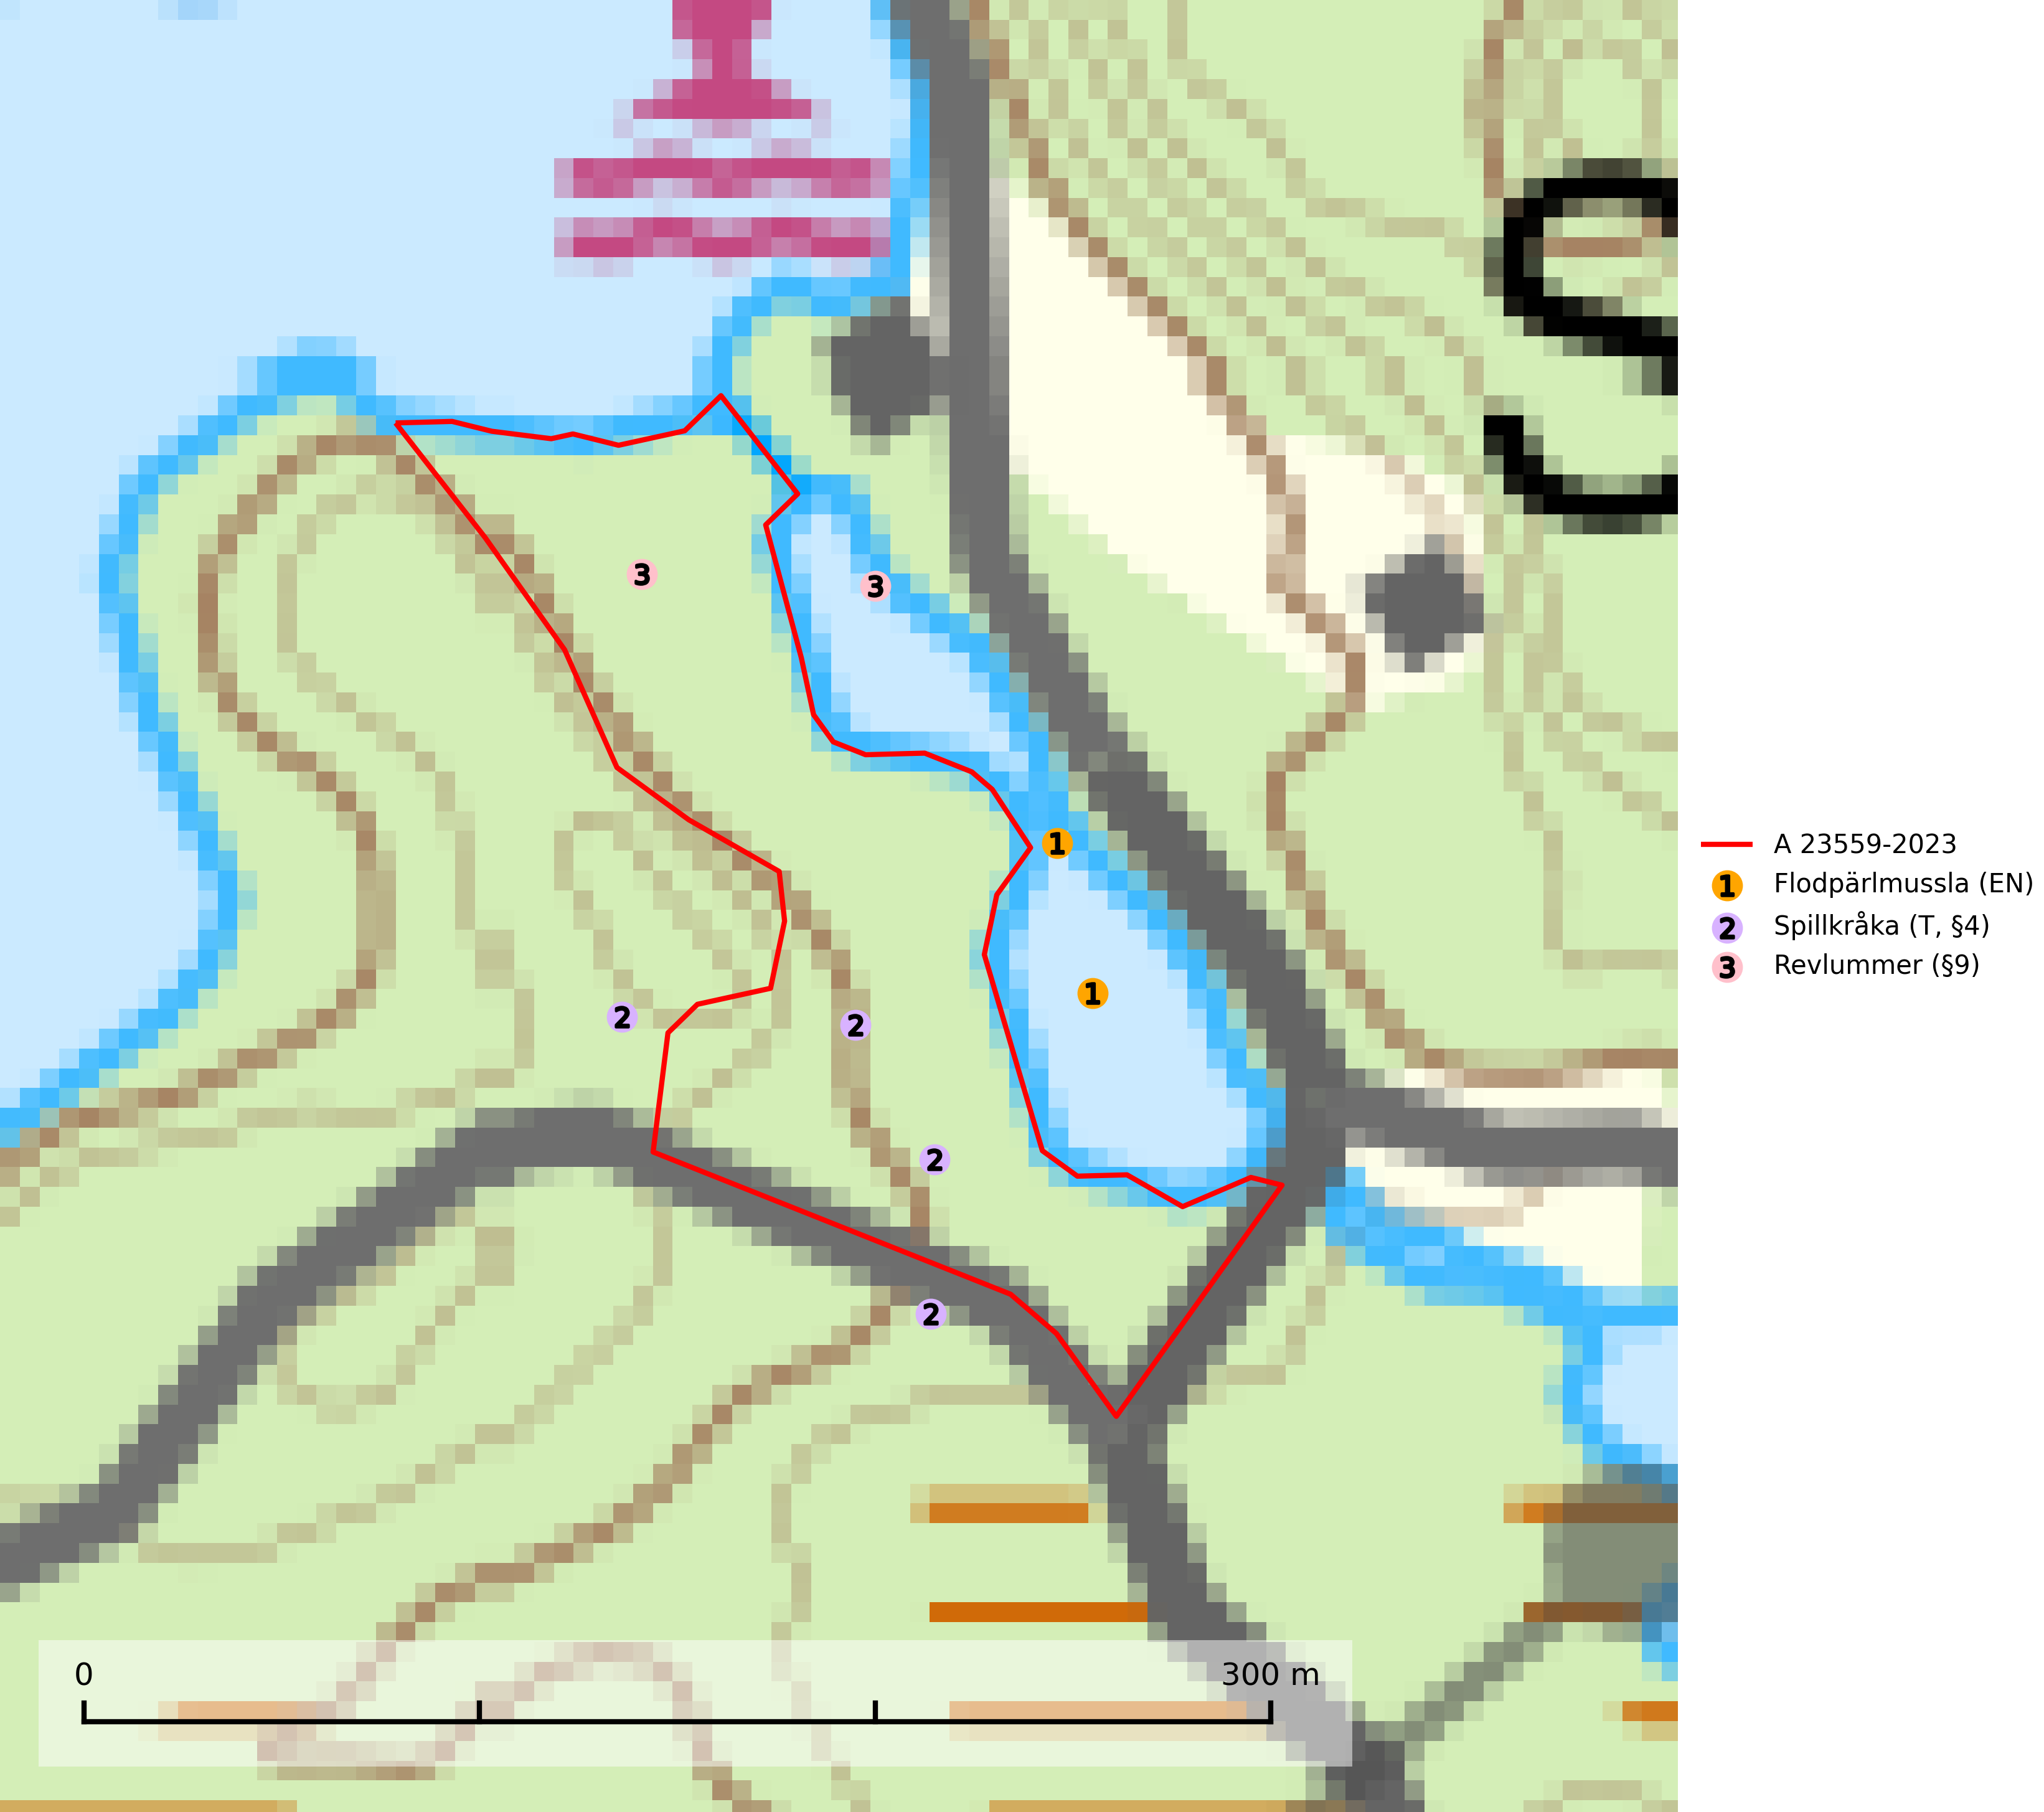 3
3
1
1
2
2
2
2
A 23559-2023
1 Flodpärlmussla (EN)
2 Spillkråka (T, §4)
3 Revlummer (§9)
0 300 m